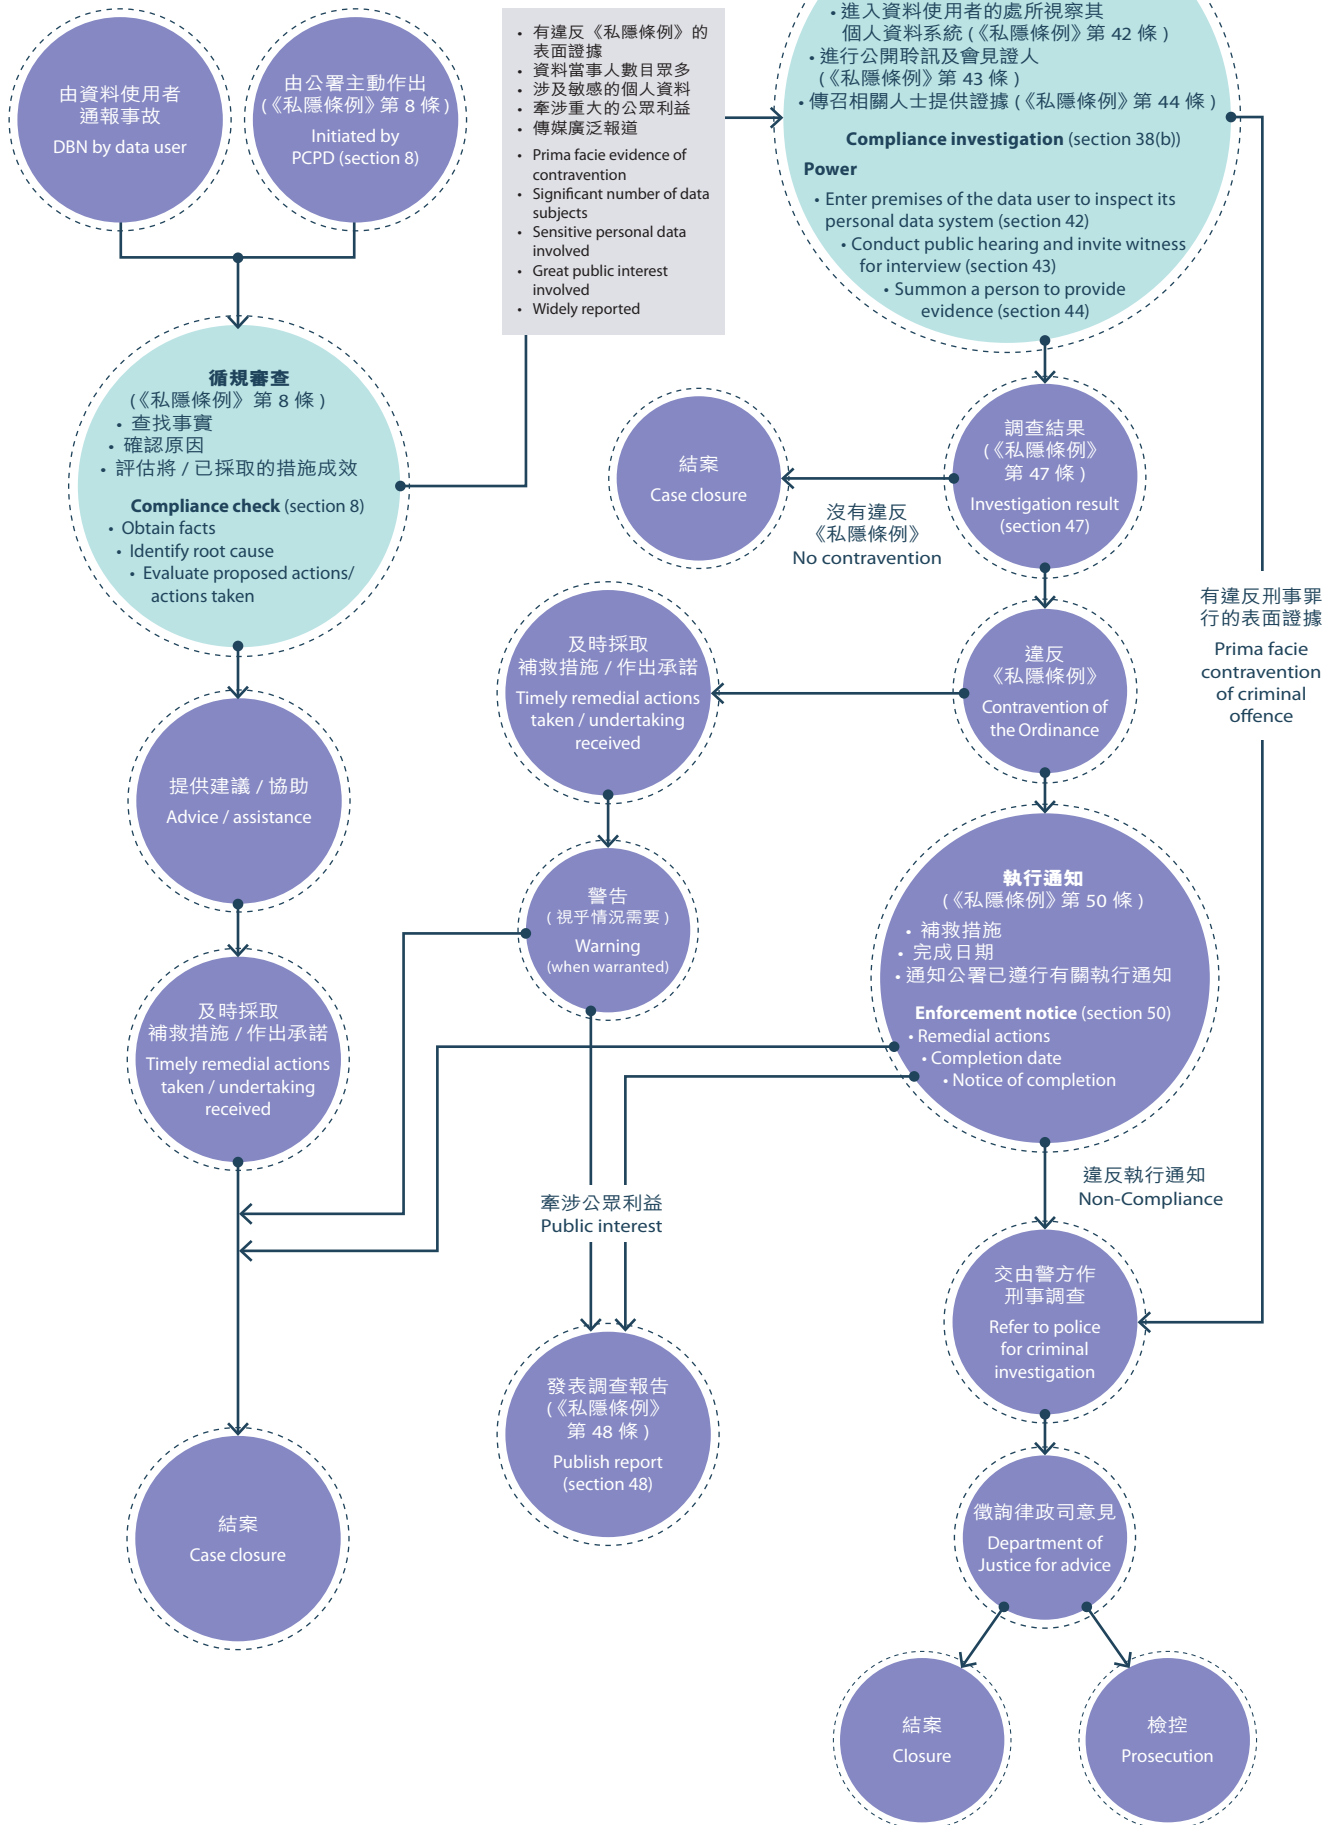 由資料使用者
通報事故
DBN by data user
由公署主動作出
(《私隱條例》第 8 條 )
Initiated by
PCPD (section 8)
• 有違反《私隱條例》的
表面證據
• 資料當事人數目眾多
• 涉及敏感的個人資料
• 牽涉重大的公眾利益
• 傳媒廣泛報道
• Prima facie evidence of
contravention
• Significant number of data
subjects
• Sensitive personal data
involved
• Great public interest
involved
• Widely reported
• 進入資料使用者的處所視察其
個人資料系統 (《私隱條例》第 42 條 )
• 進行公開聆訊及會見證人
(《私隱條例》第 43 條 )
• 傳召相關人士提供證據 (《私隱條例》第 44 條 )
Compliance investigation (section 38(b))
Power
• Enter premises of the data user to inspect its
personal data system (section 42)
• Conduct public hearing and invite witness
for interview (section 43)
• Summon a person to provide
evidence (section 44)
循規審查
(《私隱條例》 第 8 條 )
• 查找事實
• 確認原因
• 評估將 / 已採取的措施成效
Compliance check (section 8)
• Obtain facts
• Identify root cause
• Evaluate proposed actions/
actions taken
結案
Case closure
沒有違反
《私隱條例》
No contravention
調查結果
(《私隱條例》
第 47 條 )
Investigation result
(section 47)
有違反刑事罪
行的表面證據
Prima facie
contravention
of criminal
offence
及時採取
補救措施 / 作出承諾
Timely remedial actions
taken / undertaking
received
違反
《私隱條例》
Contravention of
the Ordinance
提供建議 / 協助
Advice / assistance
警告
( 視乎情況需要 )
Warning
(when warranted)
執行通知
(《私隱條例》第 50 條 )
• 補救措施
• 完成日期
• 通知公署已遵行有關執行通知
Enforcement notice (section 50)
• Remedial actions
• Completion date
• Notice of completion
及時採取
補救措施 / 作出承諾
Timely remedial actions
taken / undertaking
received
牽涉公眾利益
Public interest
違反執行通知
Non-Compliance
交由警方作
刑事調查
Refer to police
for criminal
investigation
發表調查報告
(《私隱條例》
第 48 條 )
Publish report
(section 48)
結案
Case closure
徵詢律政司意見
Department of
Justice for advice
結案
Closure
檢控
Prosecution